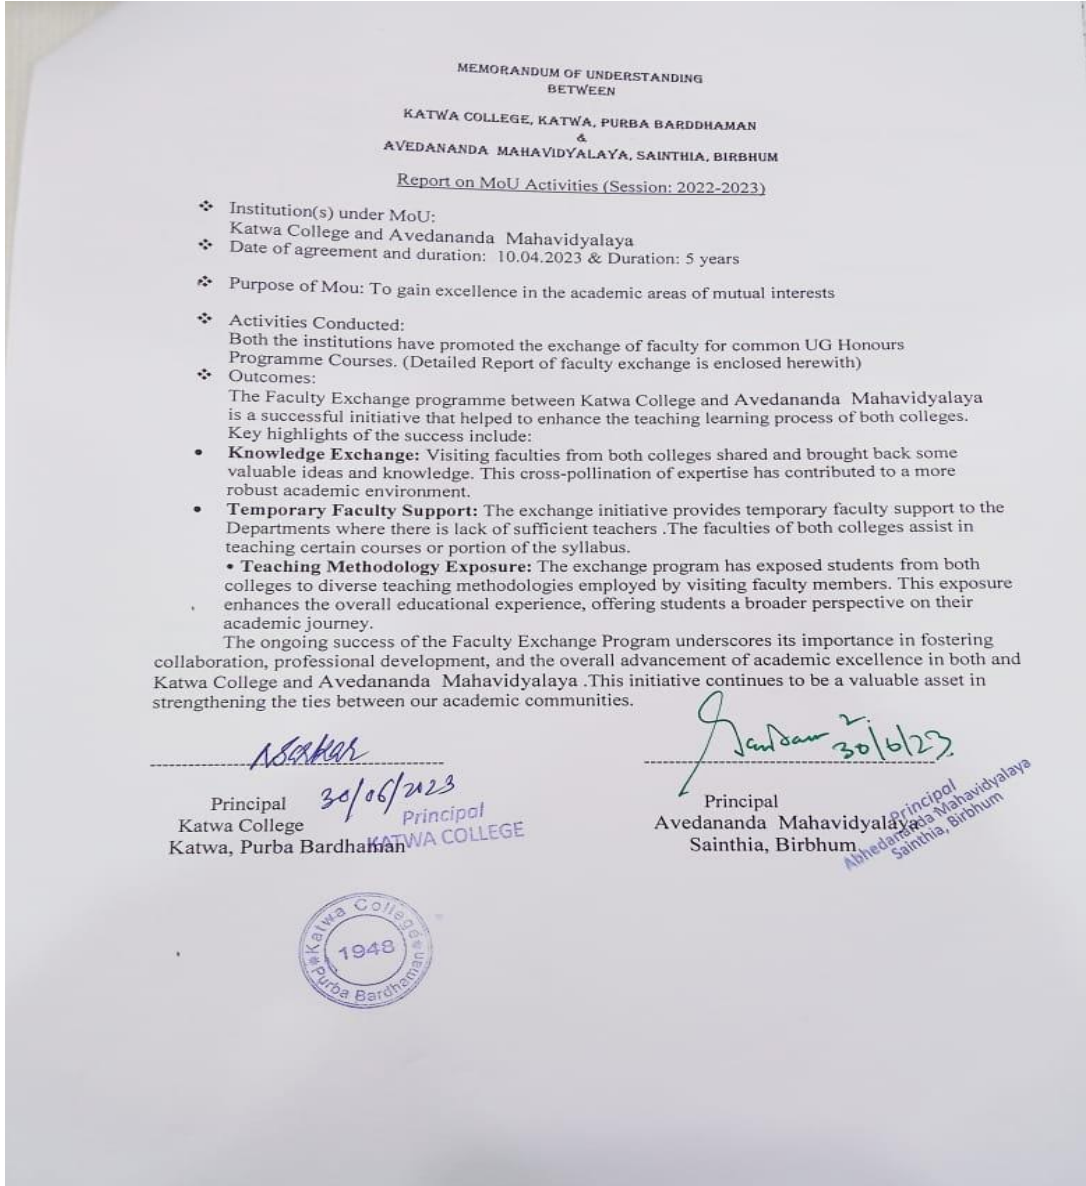 MEMORANDUM OF UNDERSTANDING
BETWEEN
KATWA COLLEGE, KATWA, PURBA BARDDHAMAN
&
AVEDANANDA MAHAVIDYALAYA, SAINTHIA, BIRBHUM
Report on MoU Activities (Session: 2022-2023)
❖ Institution(s) under MoU:
Katwa College and Avedananda Mahavidyalaya
❖ Date of agreement and duration: 10.04.2023 & Duration: 5 years
❖ Purpose of Mou: To gain excellence in the academic areas of mutual interests
❖ Activities Conducted:
Both the institutions have promoted the exchange of faculty for common UG Honours
Programme Courses. (Detailed Report of faculty exchange is enclosed herewith)
❖ Outcomes:
The Faculty Exchange programme between Katwa College and Avedananda Mahavidyalaya
is a successful initiative that helped to enhance the teaching learning process of both colleges.
Key highlights of the success include:
• Knowledge Exchange: Visiting faculties from both colleges shared and brought back some
valuable ideas and knowledge. This cross-pollination of expertise has contributed to a more
robust academic environment.
• Temporary Faculty Support: The exchange initiative provides temporary faculty support to the
Departments where there is lack of sufficient teachers .The faculties of both colleges assist in
teaching certain courses or portion of the syllabus.
• Teaching Methodology Exposure: The exchange program has exposed students from both
colleges to diverse teaching methodologies employed by visiting faculty members. This exposure
enhances the overall educational experience, offering students a broader perspective on their
academic journey.
The ongoing success of the Faculty Exchange Program underscores its importance in fostering
collaboration, professional development, and the overall advancement of academic excellence in both and
Katwa College and Avedananda Mahavidyalaya .This initiative continues to be a valuable asset in
strengthening the ties between our academic communities.
NSarkar
30/06/2023
Principal
Katwa College
Katwa, Purba Bardhaman
Principal
KATWA COLLEGE
30/6/23
Principal
Avedananda Mahavidyalaya
Sainthia, Birbhum
Principal
Abhedananda Mahavidyalaya
Sainthia, Birbhum
Katwa College
1948
Purba Bardhaman